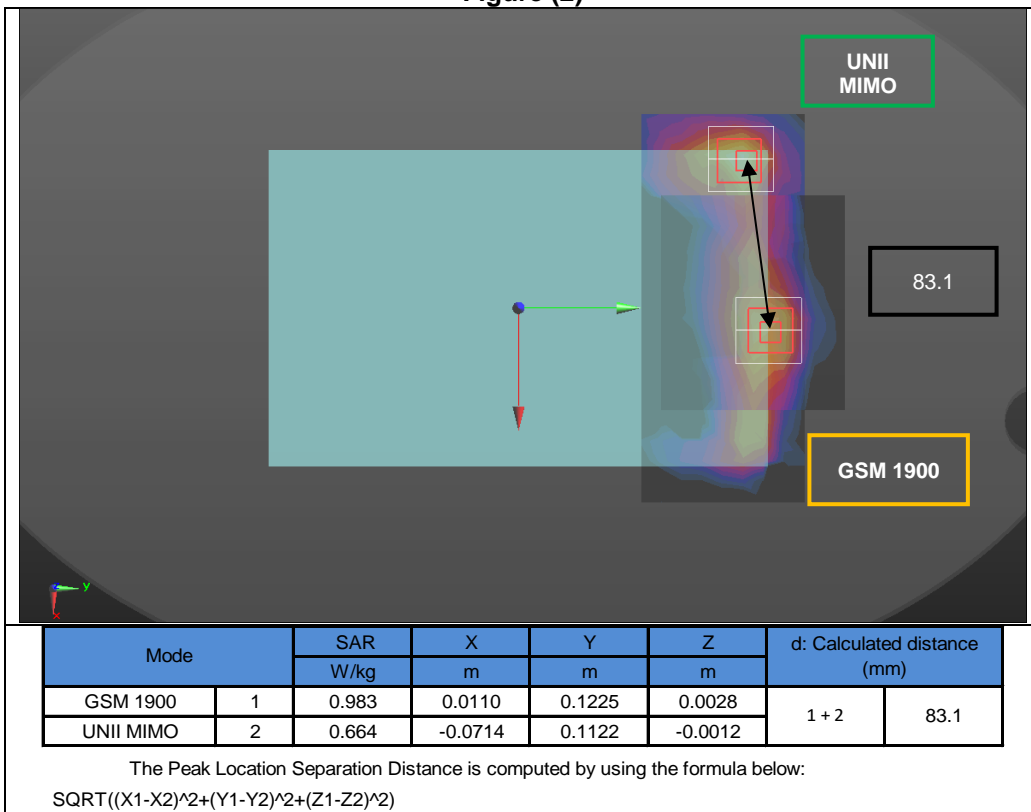 UNII
MIMO
83.1
GSM 1900
y
x
Mode SAR X Y Z d: Calculated distance
W/kg m m m (mm)
GSM 1900 1 0.983 0.0110 0.1225 0.0028 1 + 2 83.1
UNII MIMO 2 0.664 -0.0714 0.1122 -0.0012
The Peak Location Separation Distance is computed by using the formula below:
SQRT((X1-X2)^2+(Y1-Y2)^2+(Z1-Z2)^2)